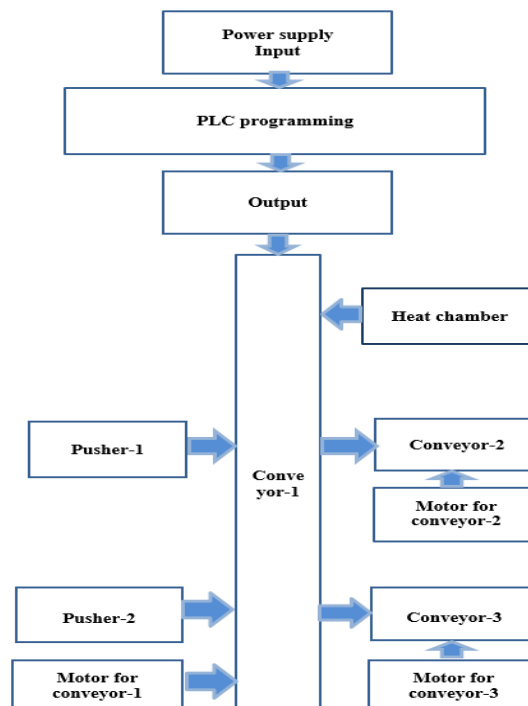 Power supply
Input
PLC programming
Output
Heat chamber
Pusher-1
Conve
yor-1
Conveyor-2
Motor for
conveyor-2
Pusher-2
Conveyor-3
Motor for
conveyor-1
Motor for
conveyor-3